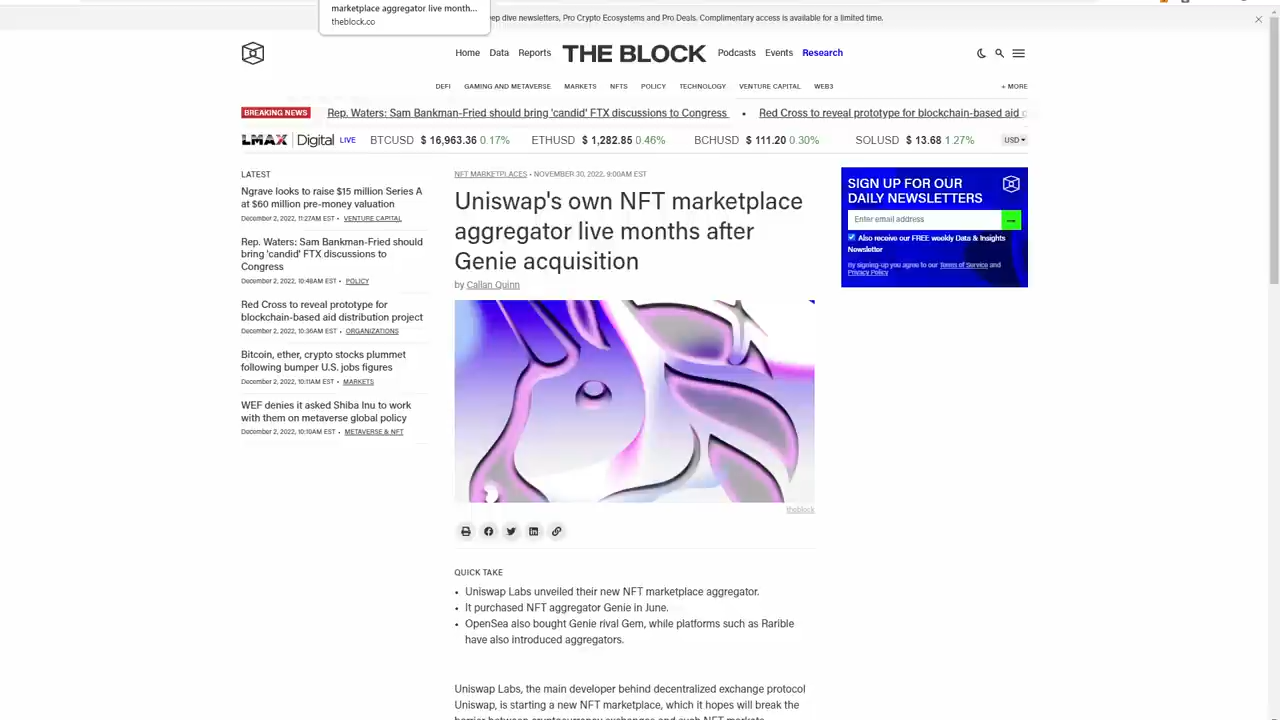 marketplace aggregator live month...
theblock.co
ep dive newsletters, Pro Crypto Ecosystems and Pro Deals. Complimentary access is available for a limited time.
Home Data Reports THE BLOCK Podcasts Events Research
DEFI GAMING AND METAVERSE MARKETS NFTS POLICY TECHNOLOGY VENTURE CAPITAL WEB3 + MORE
BREAKING NEWS Rep. Waters: Sam Bankman-Fried should bring 'candid' FTX discussions to Congress • Red Cross to reveal prototype for blockchain-based aid
LMAX Digital LIVE BTCUSD $ 16,963.36 0.17% ETHUSD $ 1,282.85 0.46% BCHUSD $ 111.20 0.30% SOLUSD $ 13.68 1.27% USD
LATEST
Ngrave looks to raise $15 million Series A
at $60 million pre-money valuation
December 2, 2022, 11:27AM EST • VENTURE CAPITAL
Rep. Waters: Sam Bankman-Fried should
bring 'candid' FTX discussions to
Congress
December 2, 2022, 10:48AM EST • POLICY
Red Cross to reveal prototype for
blockchain-based aid distribution project
December 2, 2022, 10:36AM EST • ORGANIZATIONS
Bitcoin, ether, crypto stocks plummet
following bumper U.S. jobs figures
December 2, 2022, 10:11AM EST • MARKETS
WEF denies it asked Shiba Inu to work
with them on metaverse global policy
December 2, 2022, 10:10AM EST • METAVERSE & NFT
NFT MARKETPLACES • NOVEMBER 30, 2022, 9:00AM EST
Uniswap's own NFT marketplace
aggregator live months after
Genie acquisition
by Callan Quinn
theblock
QUICK TAKE
• Uniswap Labs unveiled their new NFT marketplace aggregator.
• It purchased NFT aggregator Genie in June.
• OpenSea also bought Genie rival Gem, while platforms such as Rarible
have also introduced aggregators.
Uniswap Labs, the main developer behind decentralized exchange protocol
Uniswap, is starting a new NFT marketplace, which it hopes will break the
barrier between cryptocurrency exchanges and such NFT markets.
SIGN UP FOR OUR
DAILY NEWSLETTERS
Enter email address
Also receive our FREE weekly Data & Insights
Newsletter
By signing-up you agree to our Terms of Service and
Privacy Policy